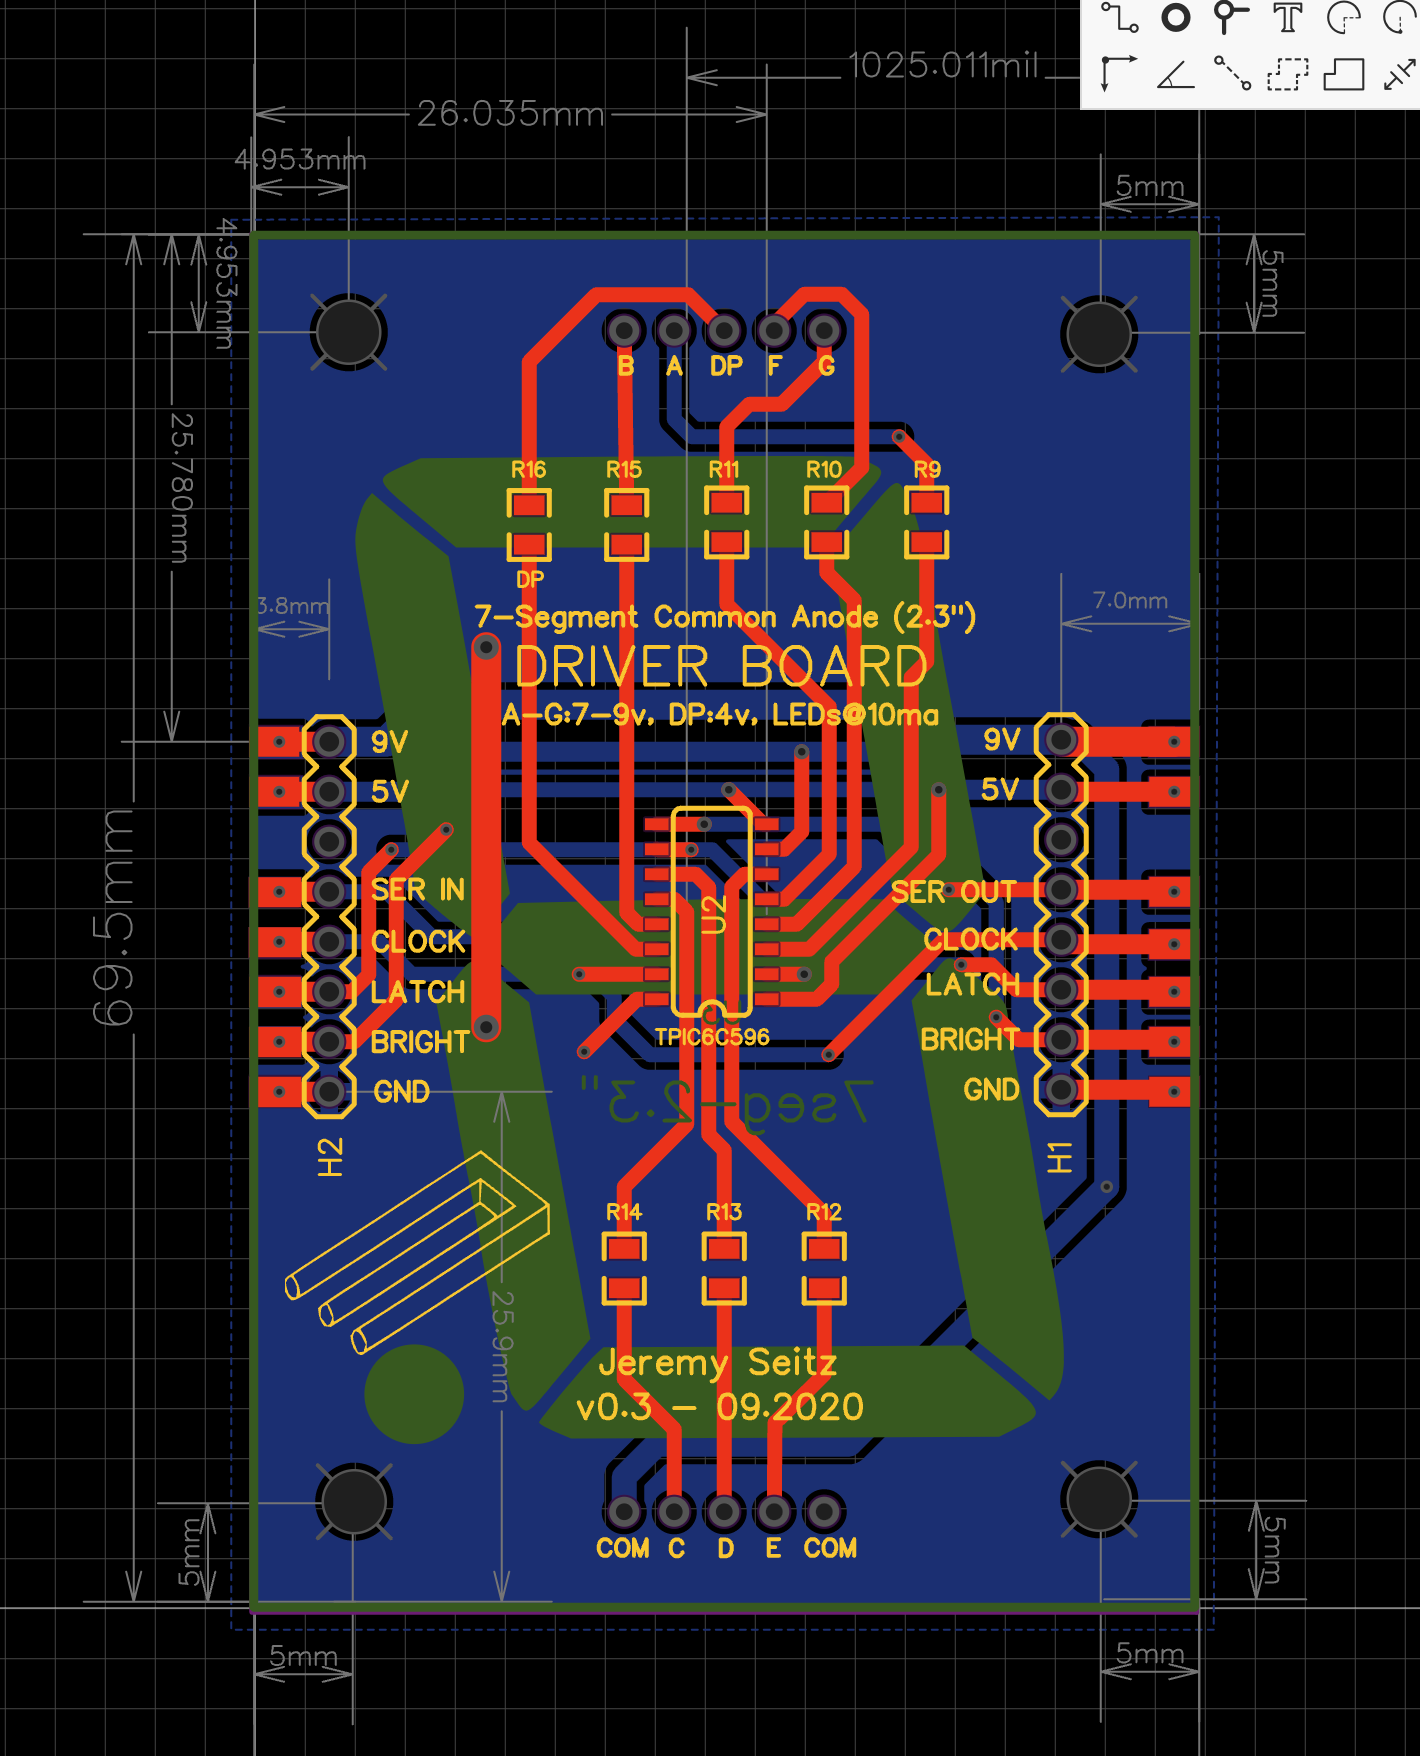 1025.011mil
26.035mm
4.953mm
5mm
4.953mm
5mm
B A DP F G
25.780mm
R16 R15 R11 R10 R9
DP
3.8mm
7.0mm
7-Segment Common Anode (2.3")
DRIVER BOARD
A-G:7-9v, DP:4v, LEDs@10ma
9V
9V
5V
5V
69.5mm
SER IN
U2
SER OUT
CLOCK
CLOCK
LATCH
LATCH
BRIGHT
TPIC6C596
BRIGHT
GND
GND
7seg-2.3"
H2
H1
R14 R13 R12
25.9mm
Jeremy Seitz
v0.3 - 09.2020
COM C D E COM
5mm
5mm
5mm
5mm